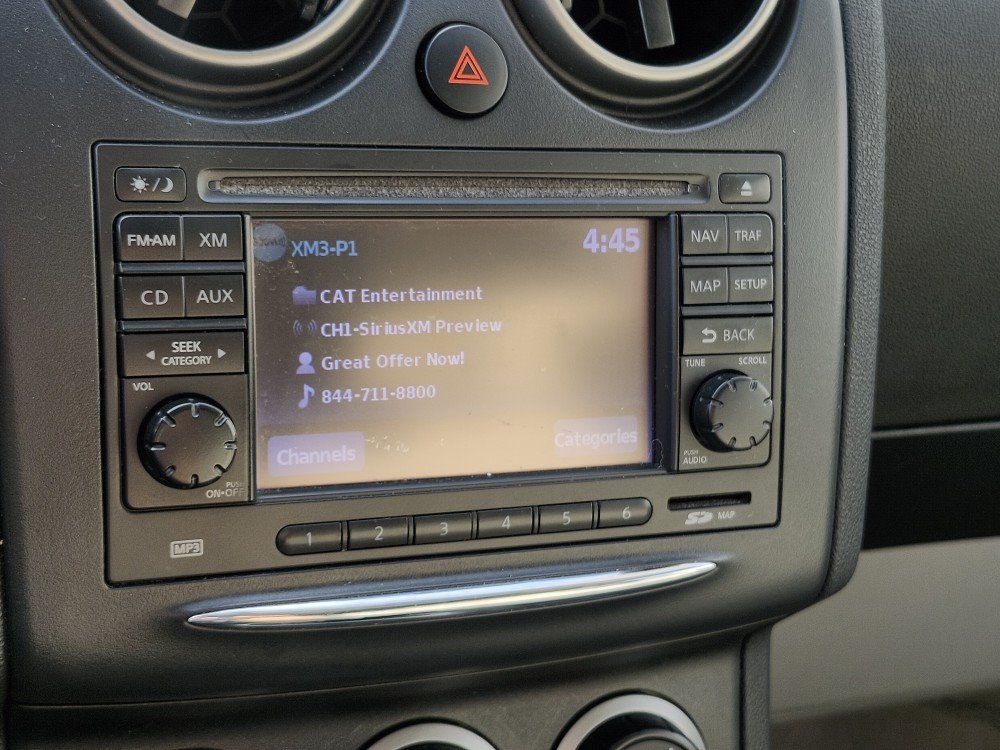 FM·AM XM
CD AUX
SEEK
CATEGORY
VOL
PUSH
ON·OFF
XM3-P1
4:45
CAT Entertainment
CH1-SiriusXM Preview
Great Offer Now!
844-711-8800
Channels
Categories
NAV TRAF
MAP SETUP
BACK
TUNE SCROLL
PUSH
AUDIO
MP3
1 2 3 4 5 6
SD MAP